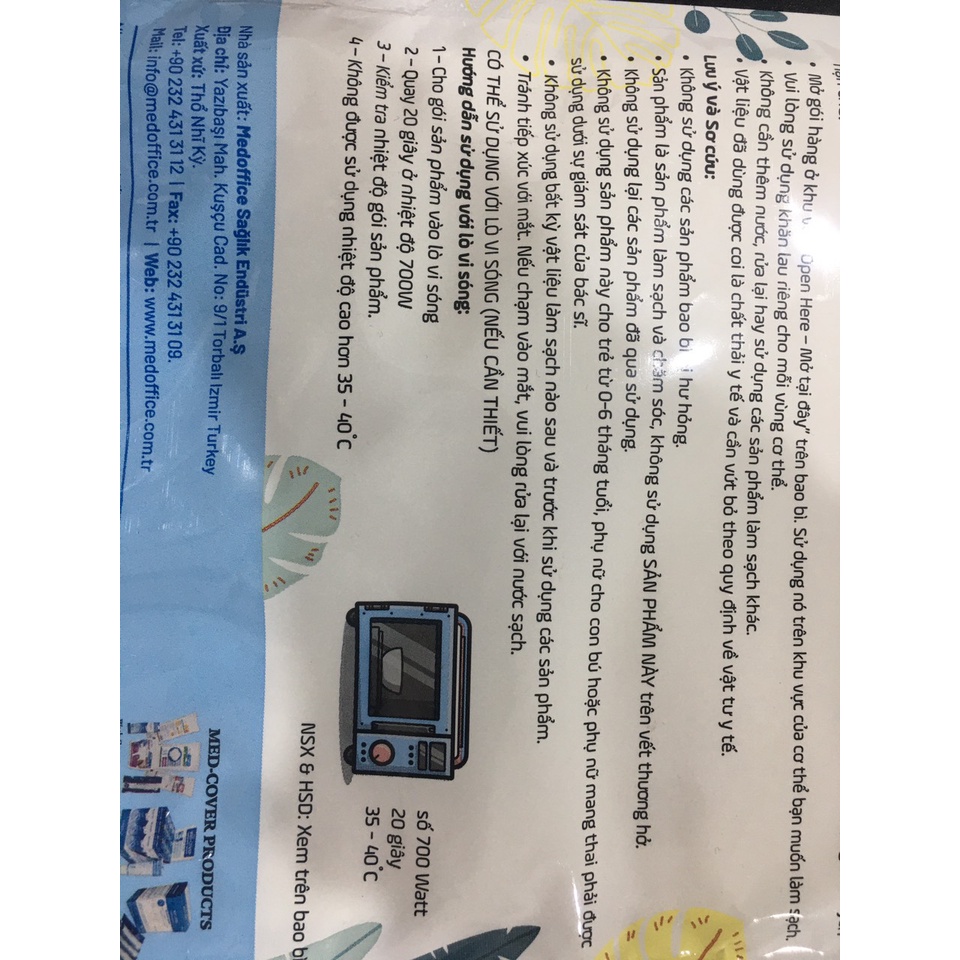 • Mở gói hàng ở khu Open Here – Mở tại đây" trên bao bì. Sử dụng nó trên khu vực của cơ thể bạn muốn làm sạch.
• Vui lòng sử dụng khăn lau riêng cho mỗi vùng cơ thể.
• Không cần thêm nước, rửa lại hay sử dụng các sản phẩm làm sạch khác.
• Vật liệu đã dùng được coi là chất thải y tế và cần vứt bỏ theo quy định về vật tư y tế.
Lưu ý và Sơ cứu:
• Không sử dụng các sản phẩm bao bì hư hỏng.
Sản phẩm là sản phẩm làm sạch và chăm sóc, không sử dụng SẢN PHẨM NÀY trên vết thương hở.
• Không sử dụng lại các sản phẩm đã qua sử dụng.
• Không sử dụng sản phẩm này cho trẻ từ 0-6 tháng tuổi, phụ nữ cho con bú hoặc phụ nữ mang thai phải được
sử dụng dưới sự giám sát của bác sĩ.
• Không sử dụng bất kỳ vật liệu làm sạch nào sau và trước khi sử dụng các sản phẩm.
• Tránh tiếp xúc với mắt. Nếu chạm vào mắt, vui lòng rửa lại với nước sạch.
CÓ THỂ SỬ DỤNG VỚI LÒ VI SÓNG (NẾU CẦN THIẾT)
Hướng dẫn sử dụng với lò vi sóng:
1 – Cho gói sản phẩm vào lò vi sóng
2 – Quay 20 giây ở nhiệt độ 700W
3 – Kiểm tra nhiệt độ gói sản phẩm.
4 – Không được sử dụng nhiệt độ cao hơn 35 - 40°C
số 700 Watt
20 giây
35 - 40°C
NSX & HSD: Xem trên bao bì
Nhà sản xuất: Medoffice Sağlık Endüstri A.Ş
Địa chỉ: Yazıbaşı Mah. Kuşçu Cad. No: 9/1 Torbalı Izmir Turkey
Xuất xứ: Thổ Nhĩ Kỳ.
Tel: +90 232 431 31 12 | Fax: +90 232 431 31 09.
Mail: info@medoffice.com.tr | Web: www.medoffice.com.tr
MED-COVER PRODUCTS